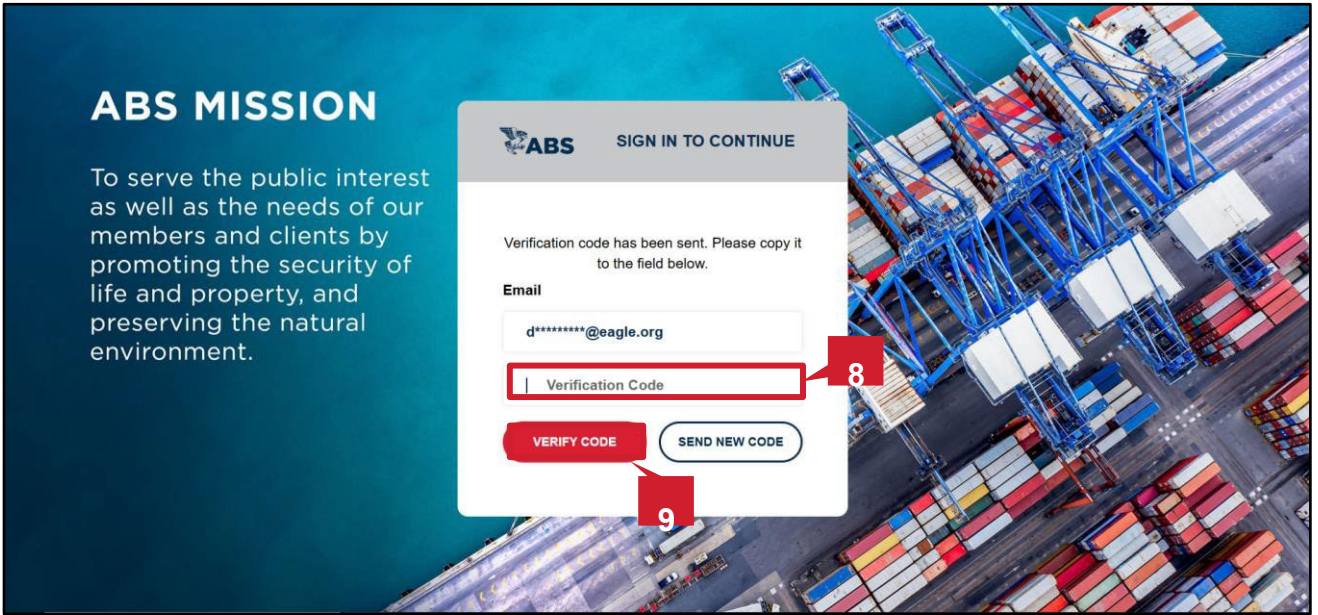 ABS MISSION
To serve the public interest
as well as the needs of our
members and clients by
promoting the security of
life and property, and
preserving the natural
environment.
ABS
SIGN IN TO CONTINUE
Verification code has been sent. Please copy it
to the field below.
Email
d*********@eagle.org
Verification Code
8
VERIFY CODE
SEND NEW CODE
9